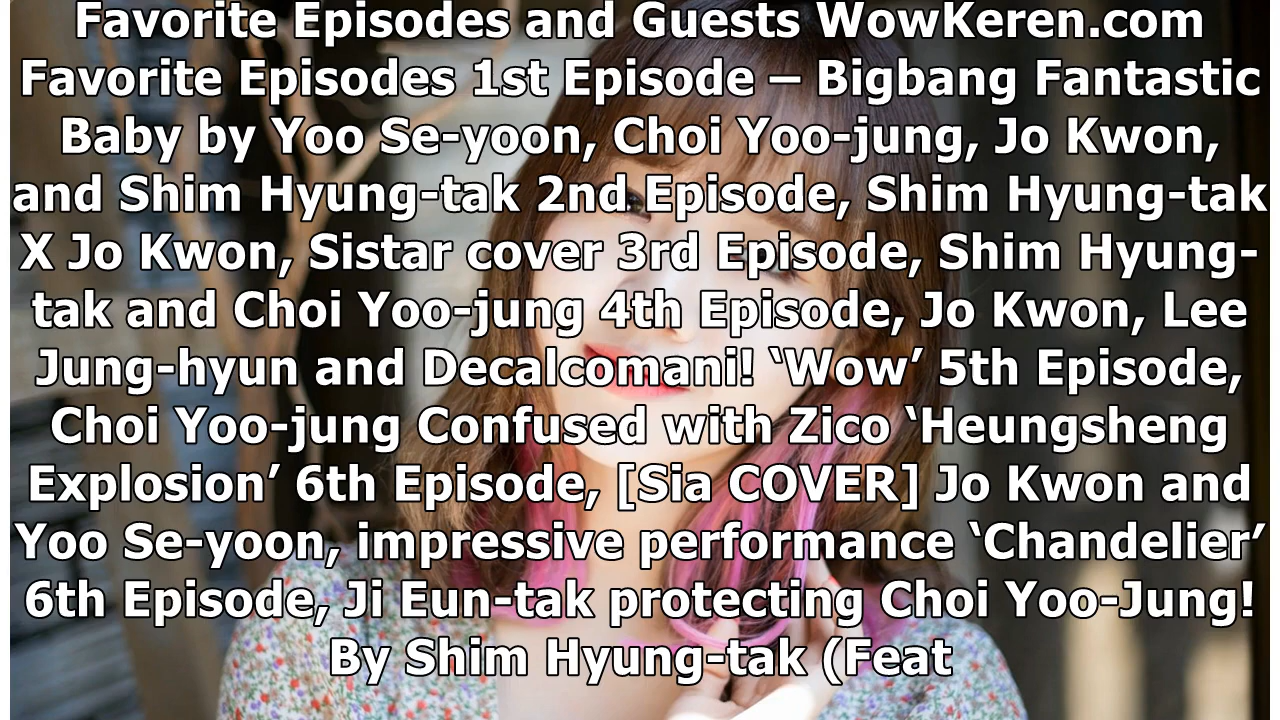 Favorite Episodes and Guests WowKeren.com
Favorite Episodes 1st Episode – Bigbang Fantastic
Baby by Yoo Se-yoon, Choi Yoo-jung, Jo Kwon,
and Shim Hyung-tak 2nd Episode, Shim Hyung-tak
X Jo Kwon, Sistar cover 3rd Episode, Shim Hyung-
tak and Choi Yoo-jung 4th Episode, Jo Kwon, Lee
Jung-hyun and Decalcomani! ‘Wow’ 5th Episode,
Choi Yoo-jung Confused with Zico ‘Heungsheng
Explosion’ 6th Episode, [Sia COVER] Jo Kwon and
Yoo Se-yoon, impressive performance ‘Chandelier’
6th Episode, Ji Eun-tak protecting Choi Yoo-Jung!
By Shim Hyung-tak (Feat